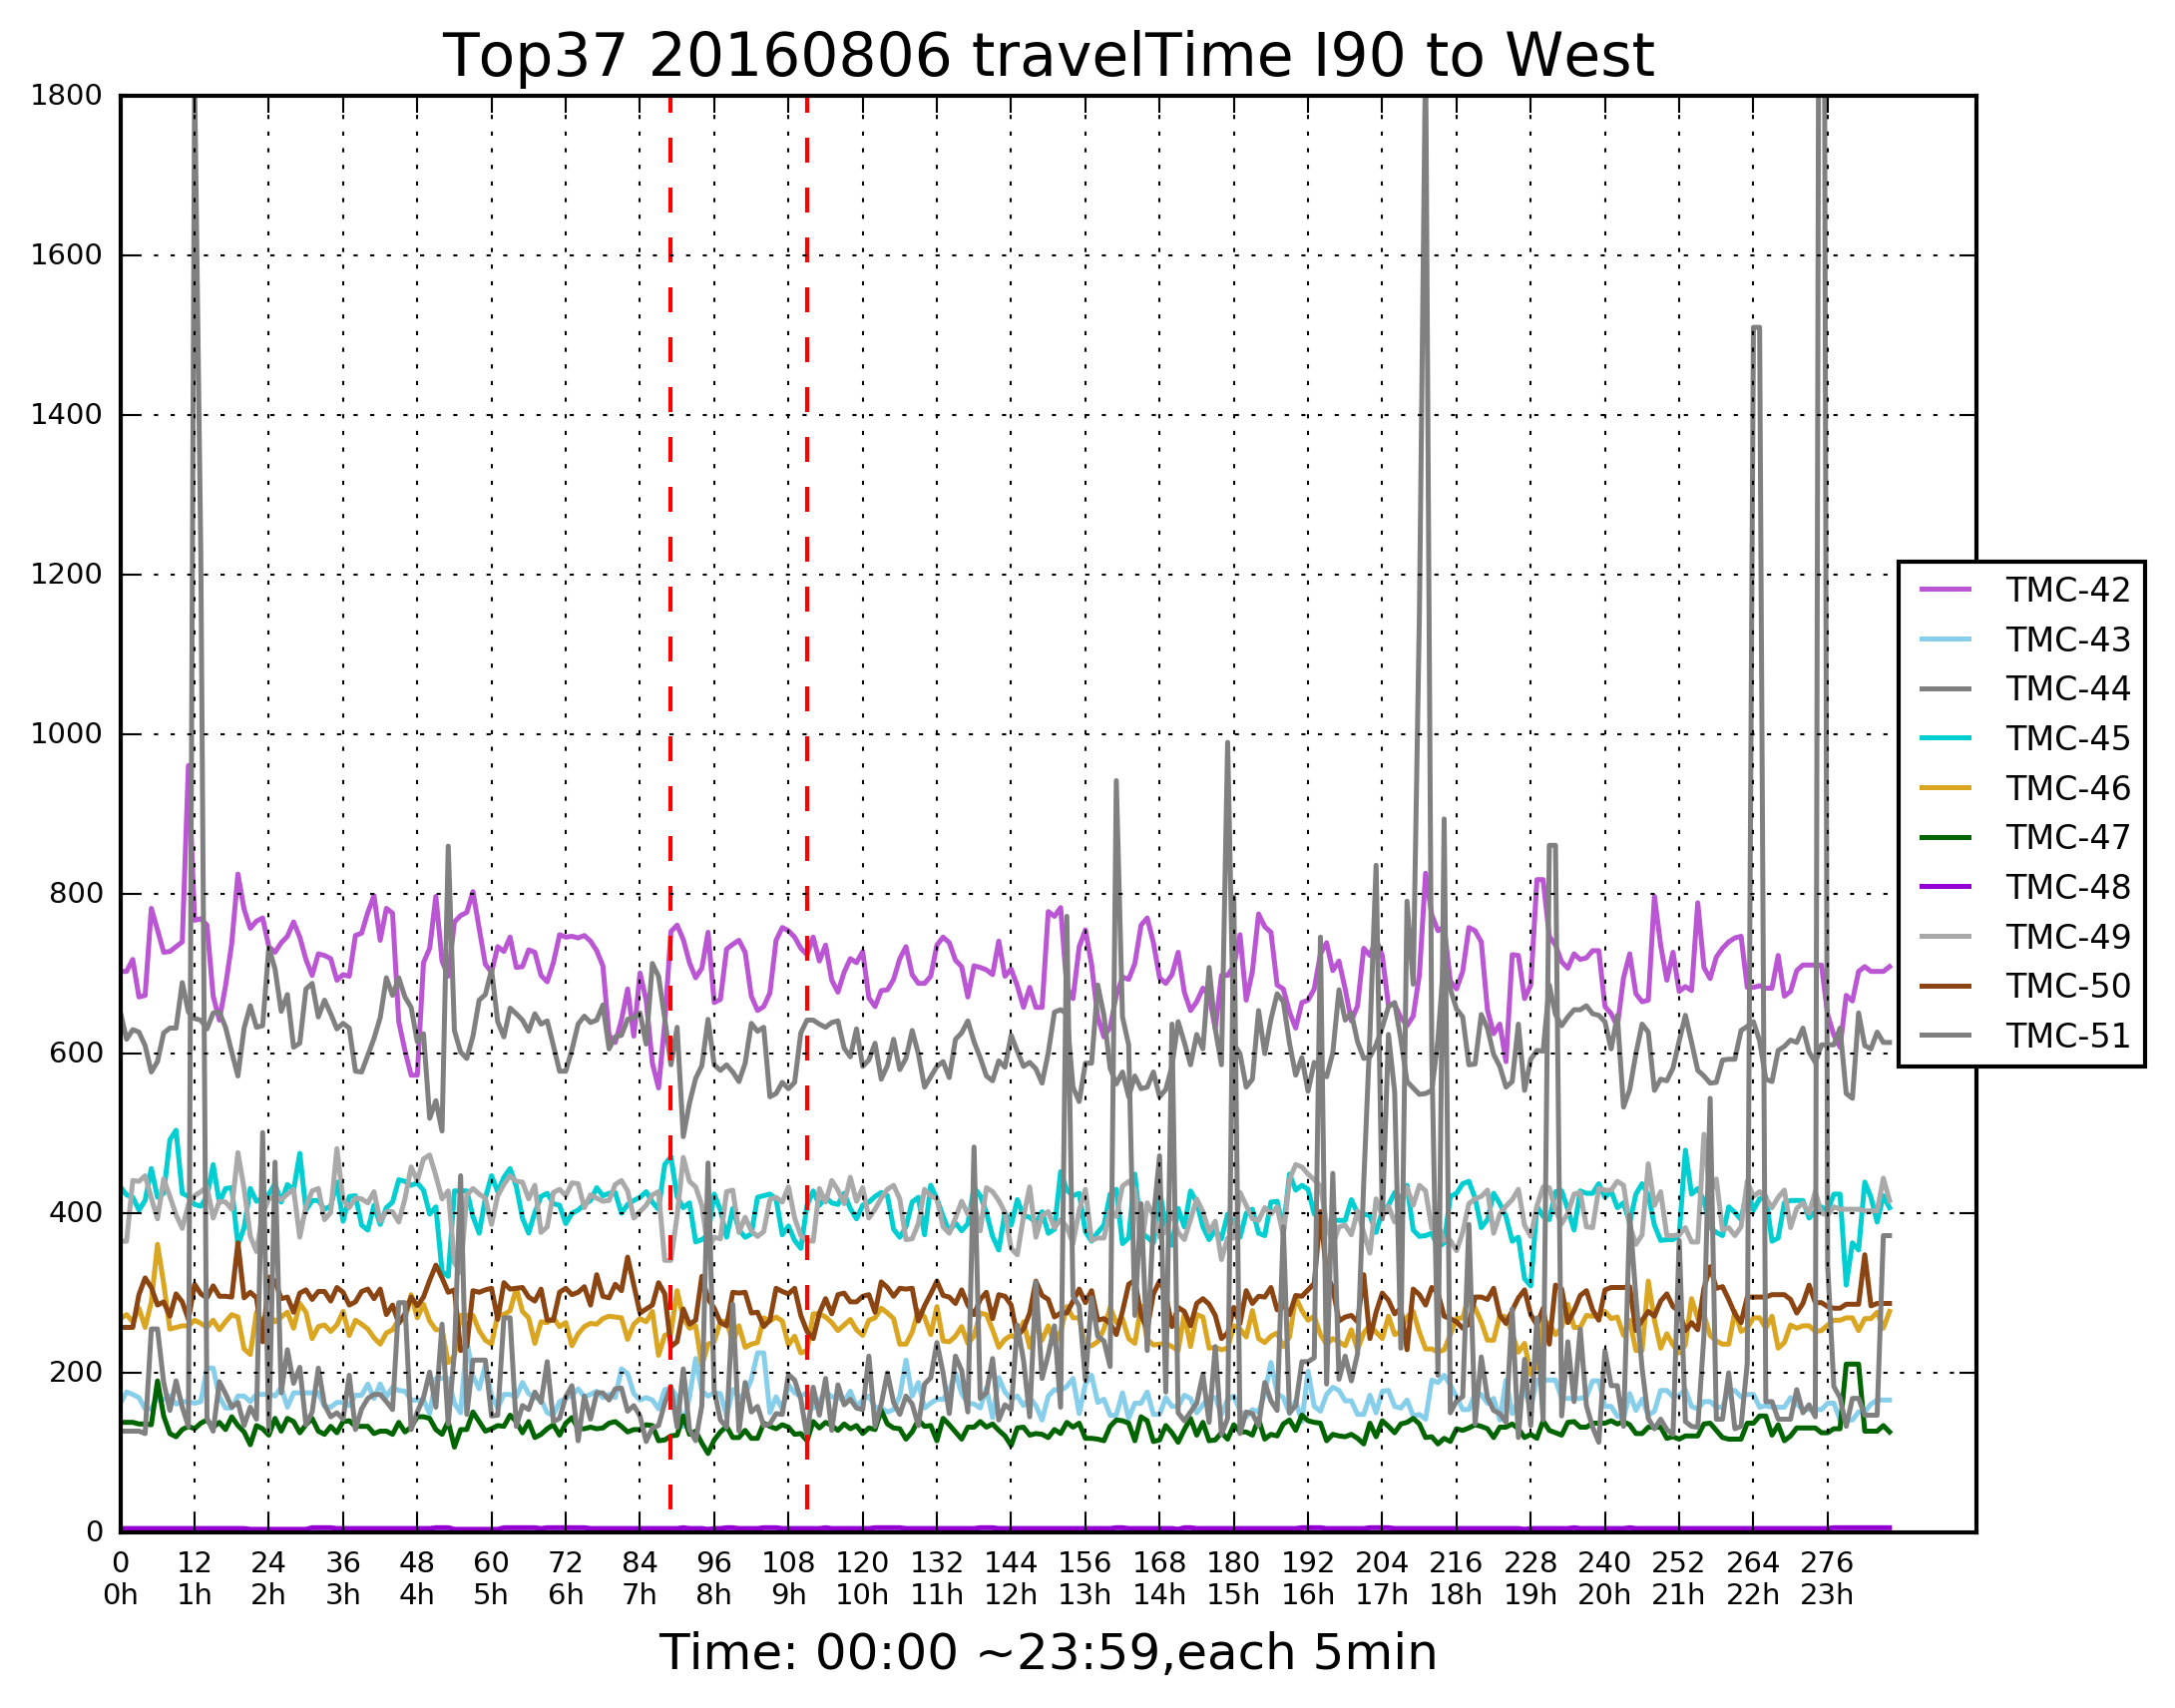 Top37 20160806 travelTime I90 to West
1800
1600
1400
1200
1000
800
600
400
200
0
TMC-42
TMC-43
TMC-44
TMC-45
TMC-46
TMC-47
TMC-48
TMC-49
TMC-50
TMC-51
0 12 24 36 48 60 72 84 96 108 120 132 144 156 168 180 192 204 216 228 240 252 264 276
0h 1h 2h 3h 4h 5h 6h 7h 8h 9h 10h 11h 12h 13h 14h 15h 16h 17h 18h 19h 20h 21h 22h 23h
Time: 00:00 ~23:59,each 5min